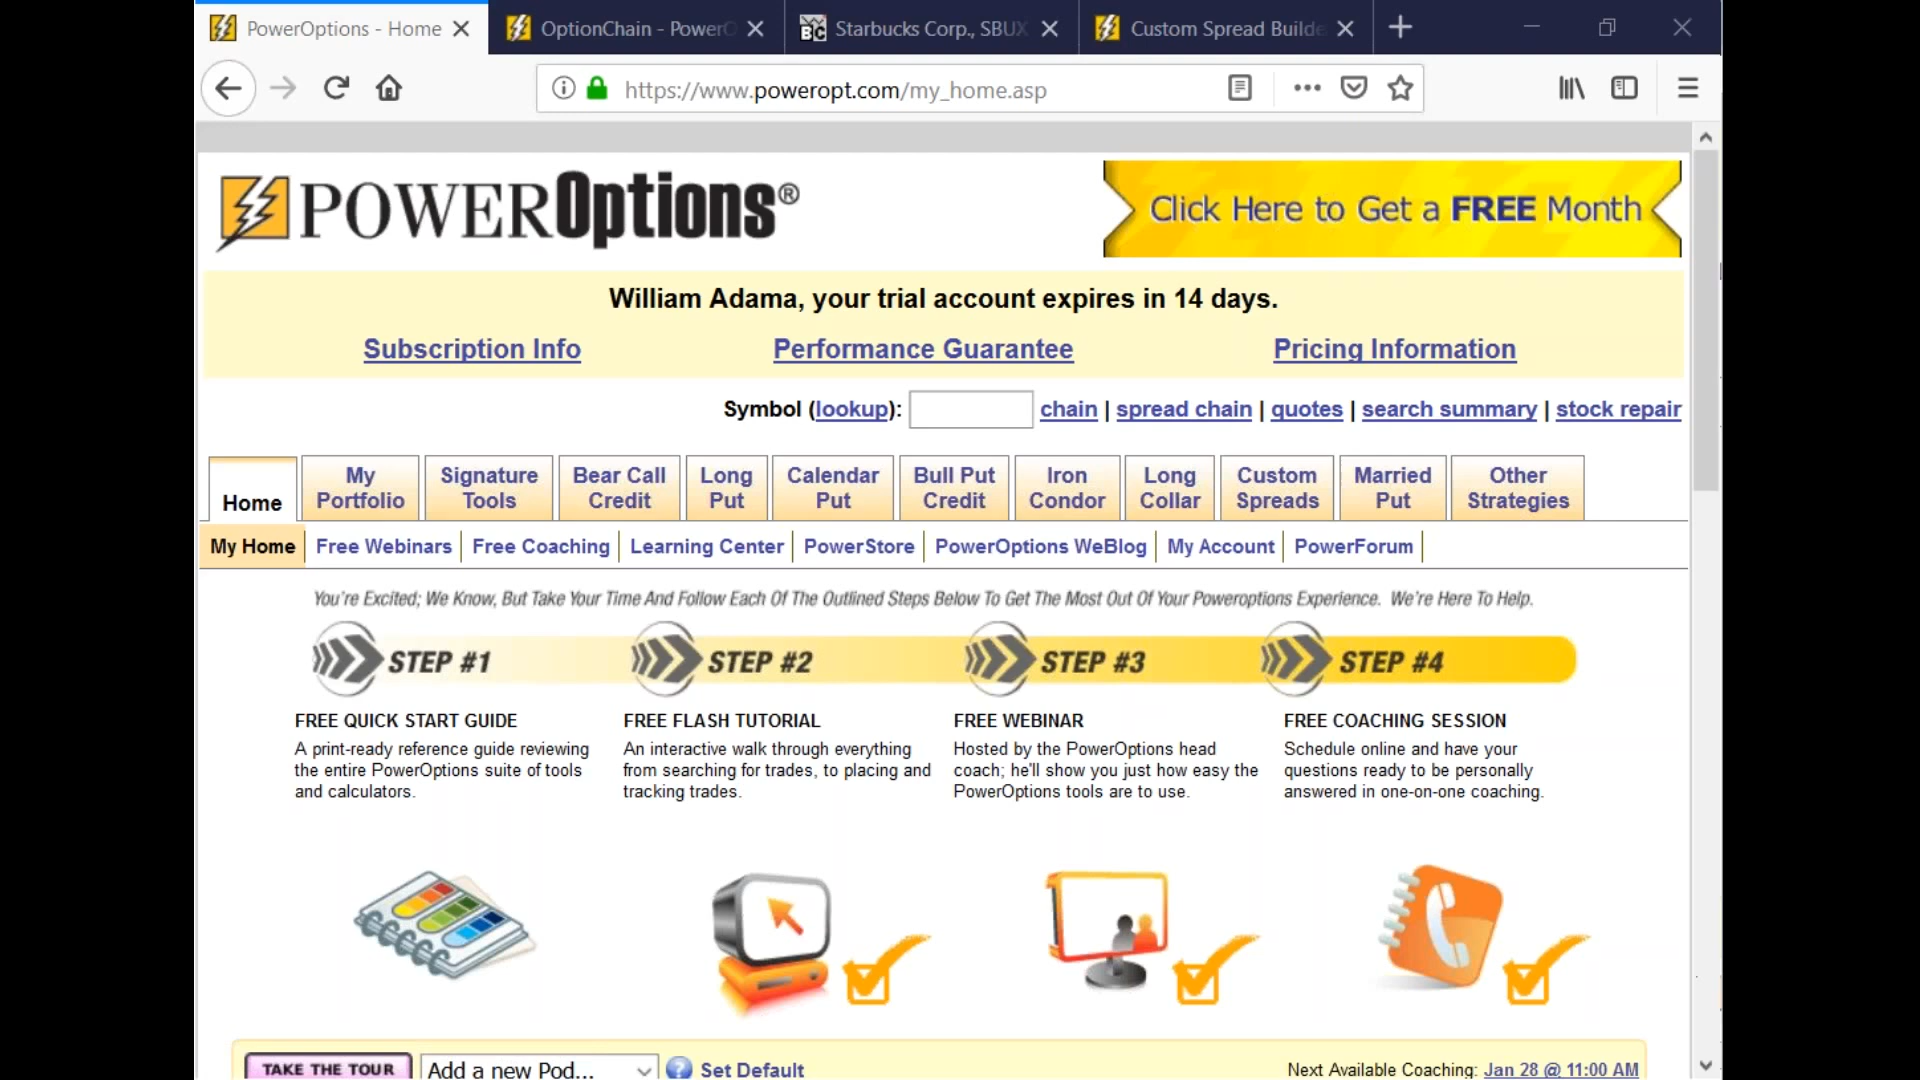 PowerOptions - Home
OptionChain - Power
Starbucks Corp., SBUX
Custom Spread Builde
https://www.poweropt.com/my_home.asp
POWEROptions®
Click Here to Get a FREE Month
William Adama, your trial account expires in 14 days.
Subscription Info Performance Guarantee Pricing Information
Symbol (lookup): chain | spread chain | quotes | search summary | stock repair
Home
My Portfolio
Signature Tools
Bear Call Credit
Long Put
Calendar Put
Bull Put Credit
Iron Condor
Long Collar
Custom Spreads
Married Put
Other Strategies
My Home Free Webinars Free Coaching Learning Center PowerStore PowerOptions WeBlog My Account PowerForum
You're Excited; We Know, But Take Your Time And Follow Each Of The Outlined Steps Below To Get The Most Out Of Your Poweroptions Experience. We're Here To Help.
STEP #1 STEP #2 STEP #3 STEP #4
FREE QUICK START GUIDE
A print-ready reference guide reviewing
the entire PowerOptions suite of tools
and calculators.
FREE FLASH TUTORIAL
An interactive walk through everything
from searching for trades, to placing and
tracking trades.
FREE WEBINAR
Hosted by the PowerOptions head
coach; he'll show you just how easy the
PowerOptions tools are to use.
FREE COACHING SESSION
Schedule online and have your
questions ready to be personally
answered in one-on-one coaching.
TAKE THE TOUR Add a new Pod... ? Set Default Next Available Coaching: Jan 28 @ 11:00 AM